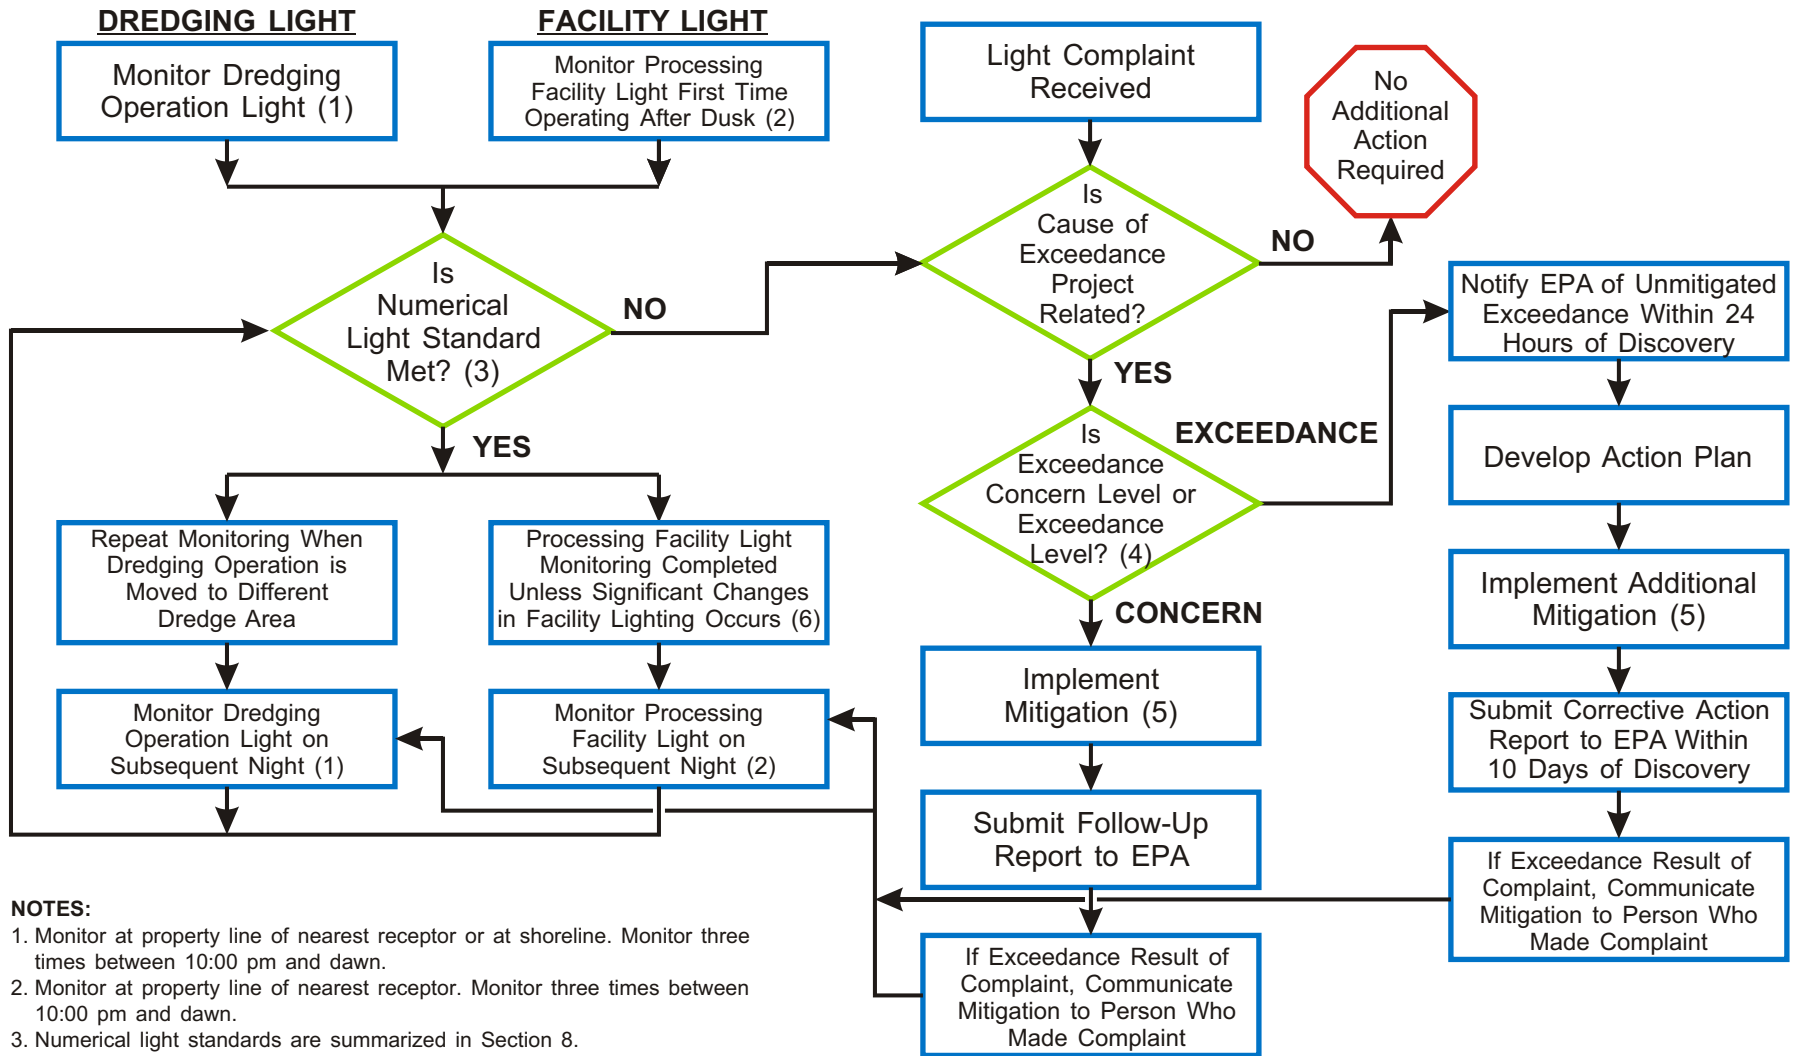 DREDGING LIGHT
Monitor Dredging
Operation Light (1)
FACILITY LIGHT
Monitor Processing
Facility Light First Time
Operating After Dusk (2)
Is
Numerical
Light Standard
Met? (3)
NO
YES
Repeat Monitoring When
Dredging Operation is
Moved to Different
Dredge Area
Processing Facility Light
Monitoring Completed
Unless Significant Changes
in Facility Lighting Occurs (6)
Monitor Dredging
Operation Light on
Subsequent Night (1)
Monitor Processing
Facility Light on
Subsequent Night (2)
Light Complaint
Received
Is
Cause of
Exceedance
Project
Related?
NO
No
Additional
Action
Required
YES
Is
Exceedance
Concern Level or
Exceedance
Level? (4)
EXCEEDANCE
CONCERN
Implement
Mitigation (5)
Submit Follow-Up
Report to EPA
If Exceedance Result of
Complaint, Communicate
Mitigation to Person Who
Made Complaint
Notify EPA of Unmitigated
Exceedance Within 24
Hours of Discovery
Develop Action Plan
Implement Additional
Mitigation (5)
Submit Corrective Action
Report to EPA Within
10 Days of Discovery
If Exceedance Result of
Complaint, Communicate
Mitigation to Person Who
Made Complaint
NOTES:
1. Monitor at property line of nearest receptor or at shoreline. Monitor three
times between 10:00 pm and dawn.
2. Monitor at property line of nearest receptor. Monitor three times between
10:00 pm and dawn.
3. Numerical light standards are summarized in Section 8.